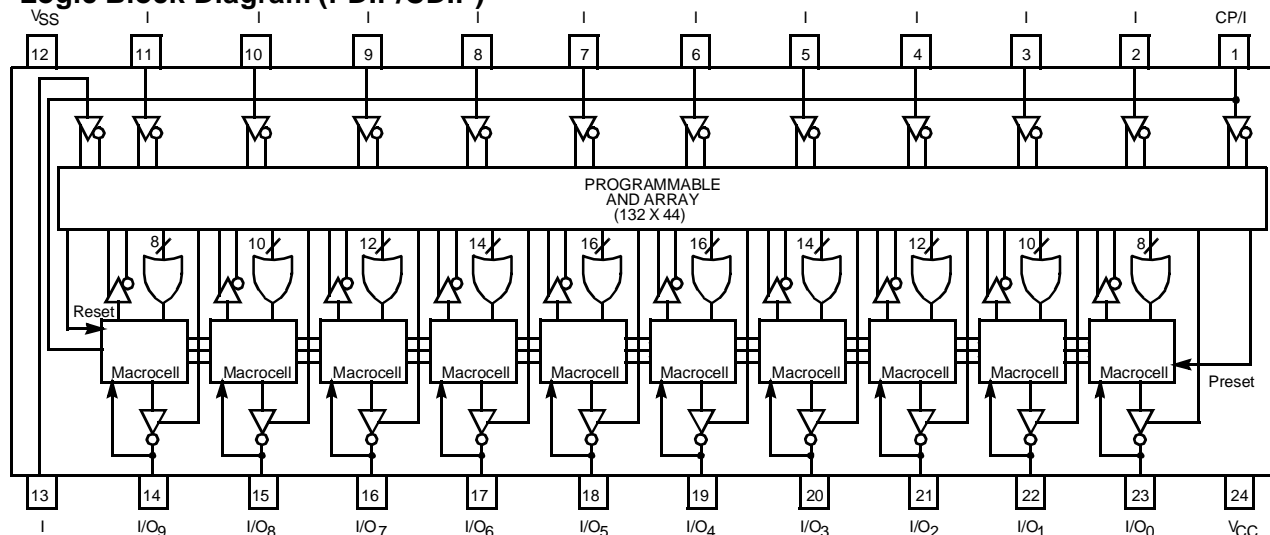 Logic Block Diagram (PDIP/CDIP)
VSS I I I I I I I I I I CP/I
12 11 10 9 8 7 6 5 4 3 2 1
PROGRAMMABLE
AND ARRAY
(132 X 44)
8 10 12 14 16 16 14 12 10 8
Reset
Macrocell Macrocell Macrocell Macrocell Macrocell Macrocell Macrocell Macrocell Macrocell Macrocell
Preset
13 14 15 16 17 18 19 20 21 22 23 24
I I/O9 I/O8 I/O7 I/O6 I/O5 I/O4 I/O3 I/O2 I/O1 I/O0 VCC